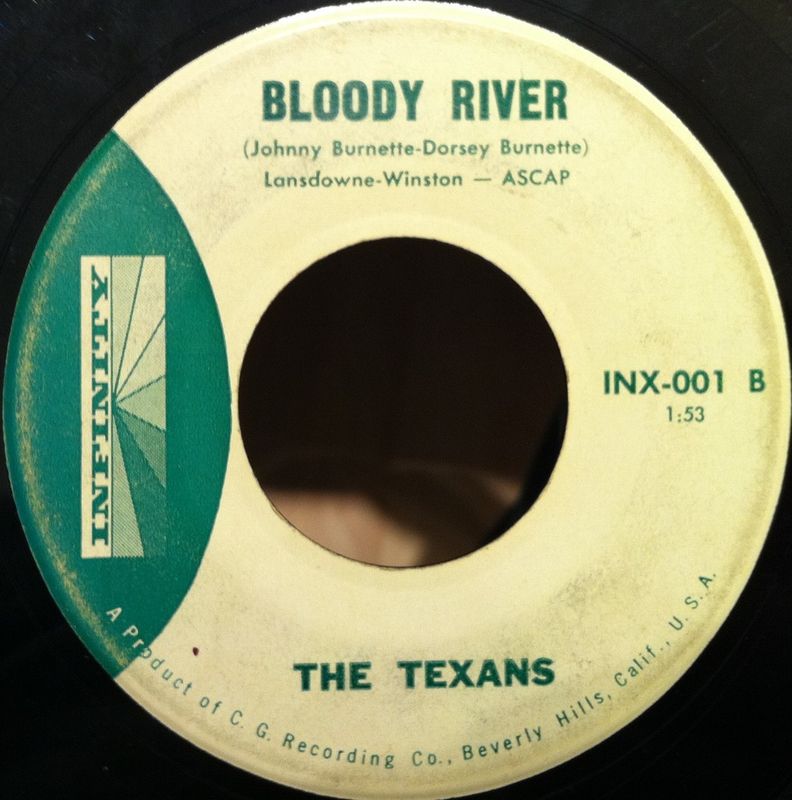 BLOODY RIVER
(Johnny Burnette-Dorsey Burnette)
Lansdowne-Winston — ASCAP
INFINITY
INX-001 B
1:53
THE TEXANS
A Product of C. G. Recording Co., Beverly Hills, Calif., U. S. A.